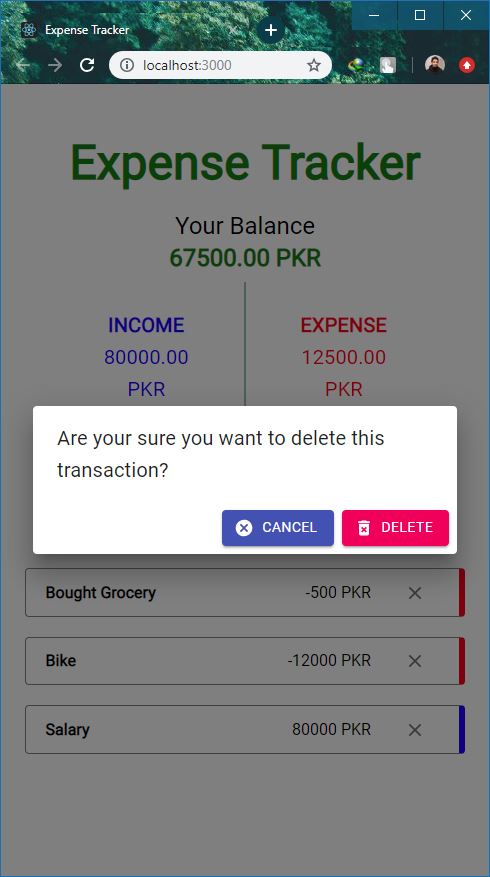 Expense Tracker
localhost:3000
Expense Tracker
Your Balance
67500.00 PKR
INCOME
EXPENSE
80000.00
PKR
12500.00
PKR
Are your sure you want to delete this
transaction?
CANCEL
DELETE
Bought Grocery -500 PKR
Bike -12000 PKR
Salary 80000 PKR